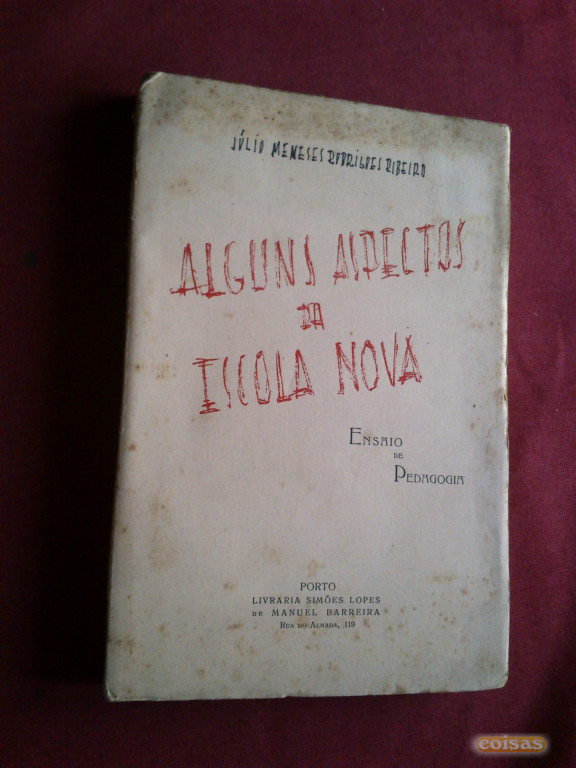 JÚLIO MENESES RODRIGUES RIBEIRO
ALGUNS ASPECTOS
DA
ESCOLA NOVA
ENSAIO
DE
PEDAGOGIA
PORTO
LIVRARIA SIMÕES LOPES
DE MANUEL BARREIRA
RUA DO ALMADA, 119
coisas